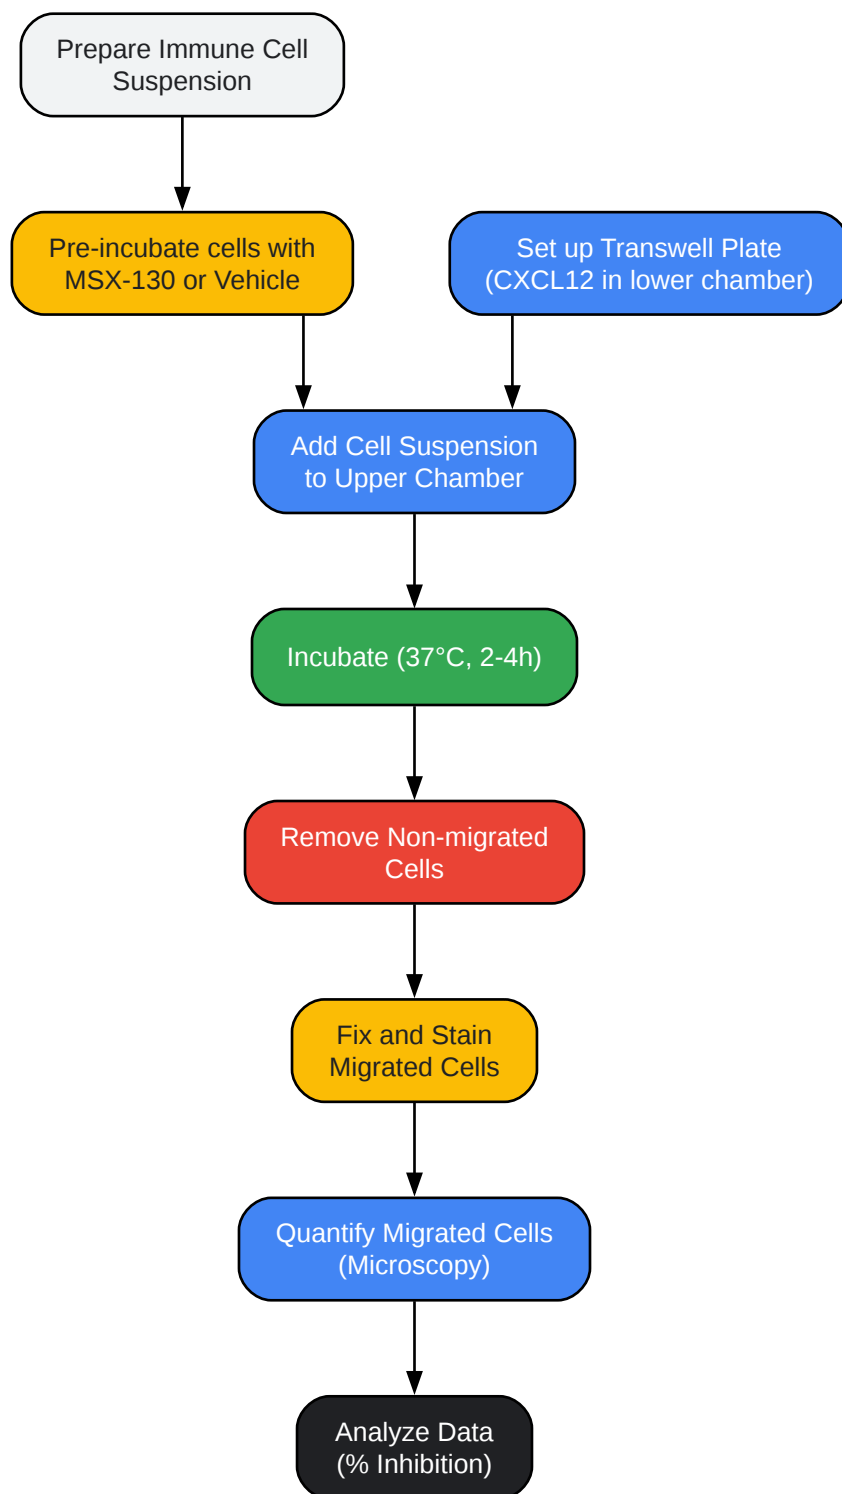 Prepare Immune Cell
Suspension
Pre-incubate cells with
MSX-130 or Vehicle
Set up Transwell Plate
(CXCL12 in lower chamber)
Add Cell Suspension
to Upper Chamber
Incubate (37°C, 2-4h)
Remove Non-migrated
Cells
Fix and Stain
Migrated Cells
Quantify Migrated Cells
(Microscopy)
Analyze Data
(% Inhibition)